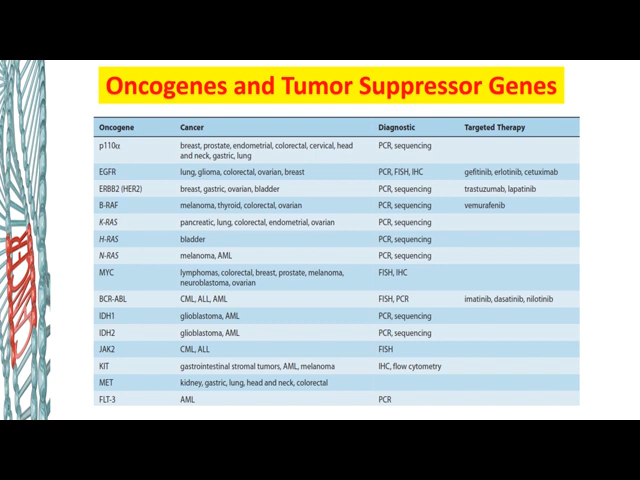 Oncogenes and Tumor Suppressor Genes
Oncogene Cancer Diagnostic Targeted Therapy
p110α breast, prostate, endometrial, colorectal, cervical, head PCR, sequencing
and neck, gastric, lung
EGFR lung, glioma, colorectal, ovarian, breast PCR, FISH, IHC gefitinib, erlotinib, cetuximab
ERBB2 (HER2) breast, gastric, ovarian, bladder PCR, sequencing trastuzumab, lapatinib
B-RAF melanoma, thyroid, colorectal, ovarian PCR, sequencing vemurafenib
K-RAS pancreatic, lung, colorectal, endometrial, ovarian PCR, sequencing
H-RAS bladder PCR, sequencing
N-RAS melanoma, AML PCR, sequencing
MYC lymphomas, colorectal, breast, prostate, melanoma, FISH, IHC
neuroblastoma, ovarian
BCR-ABL CML, ALL, AML FISH, PCR imatinib, dasatinib, nilotinib
IDH1 glioblastoma, AML PCR, sequencing
IDH2 glioblastoma, AML PCR, sequencing
JAK2 CML, ALL FISH
KIT gastrointestinal stromal tumors, AML, melanoma IHC, flow cytometry
MET kidney, gastric, lung, head and neck, colorectal
FLT-3 AML PCR
CANCER